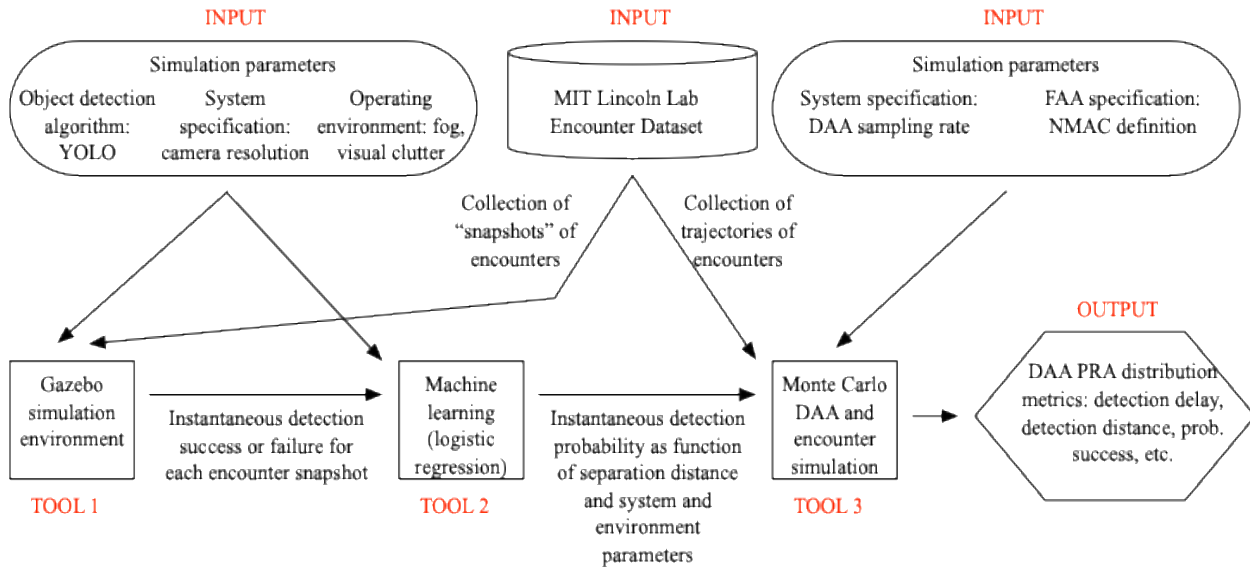 INPUT
INPUT
INPUT
Simulation parameters
Object detection
algorithm:
YOLO
System
specification:
camera resolution
Operating
environment: fog,
visual clutter
MIT Lincoln Lab
Encounter Dataset
Simulation parameters
System specification:
DAA sampling rate
FAA specification:
NMAC definition
Collection of
“snapshots” of
encounters
Collection of
trajectories of
encounters
OUTPUT
Gazebo
simulation
environment
Instantaneous detection
success or failure for
each encounter snapshot
Machine
learning
(logistic
regression)
Instantaneous detection
probability as function
of separation distance
and system and
environment
parameters
Monte Carlo
DAA and
encounter
simulation
DAA PRA distribution
metrics: detection delay,
detection distance, prob.
success, etc.
TOOL 1
TOOL 2
TOOL 3